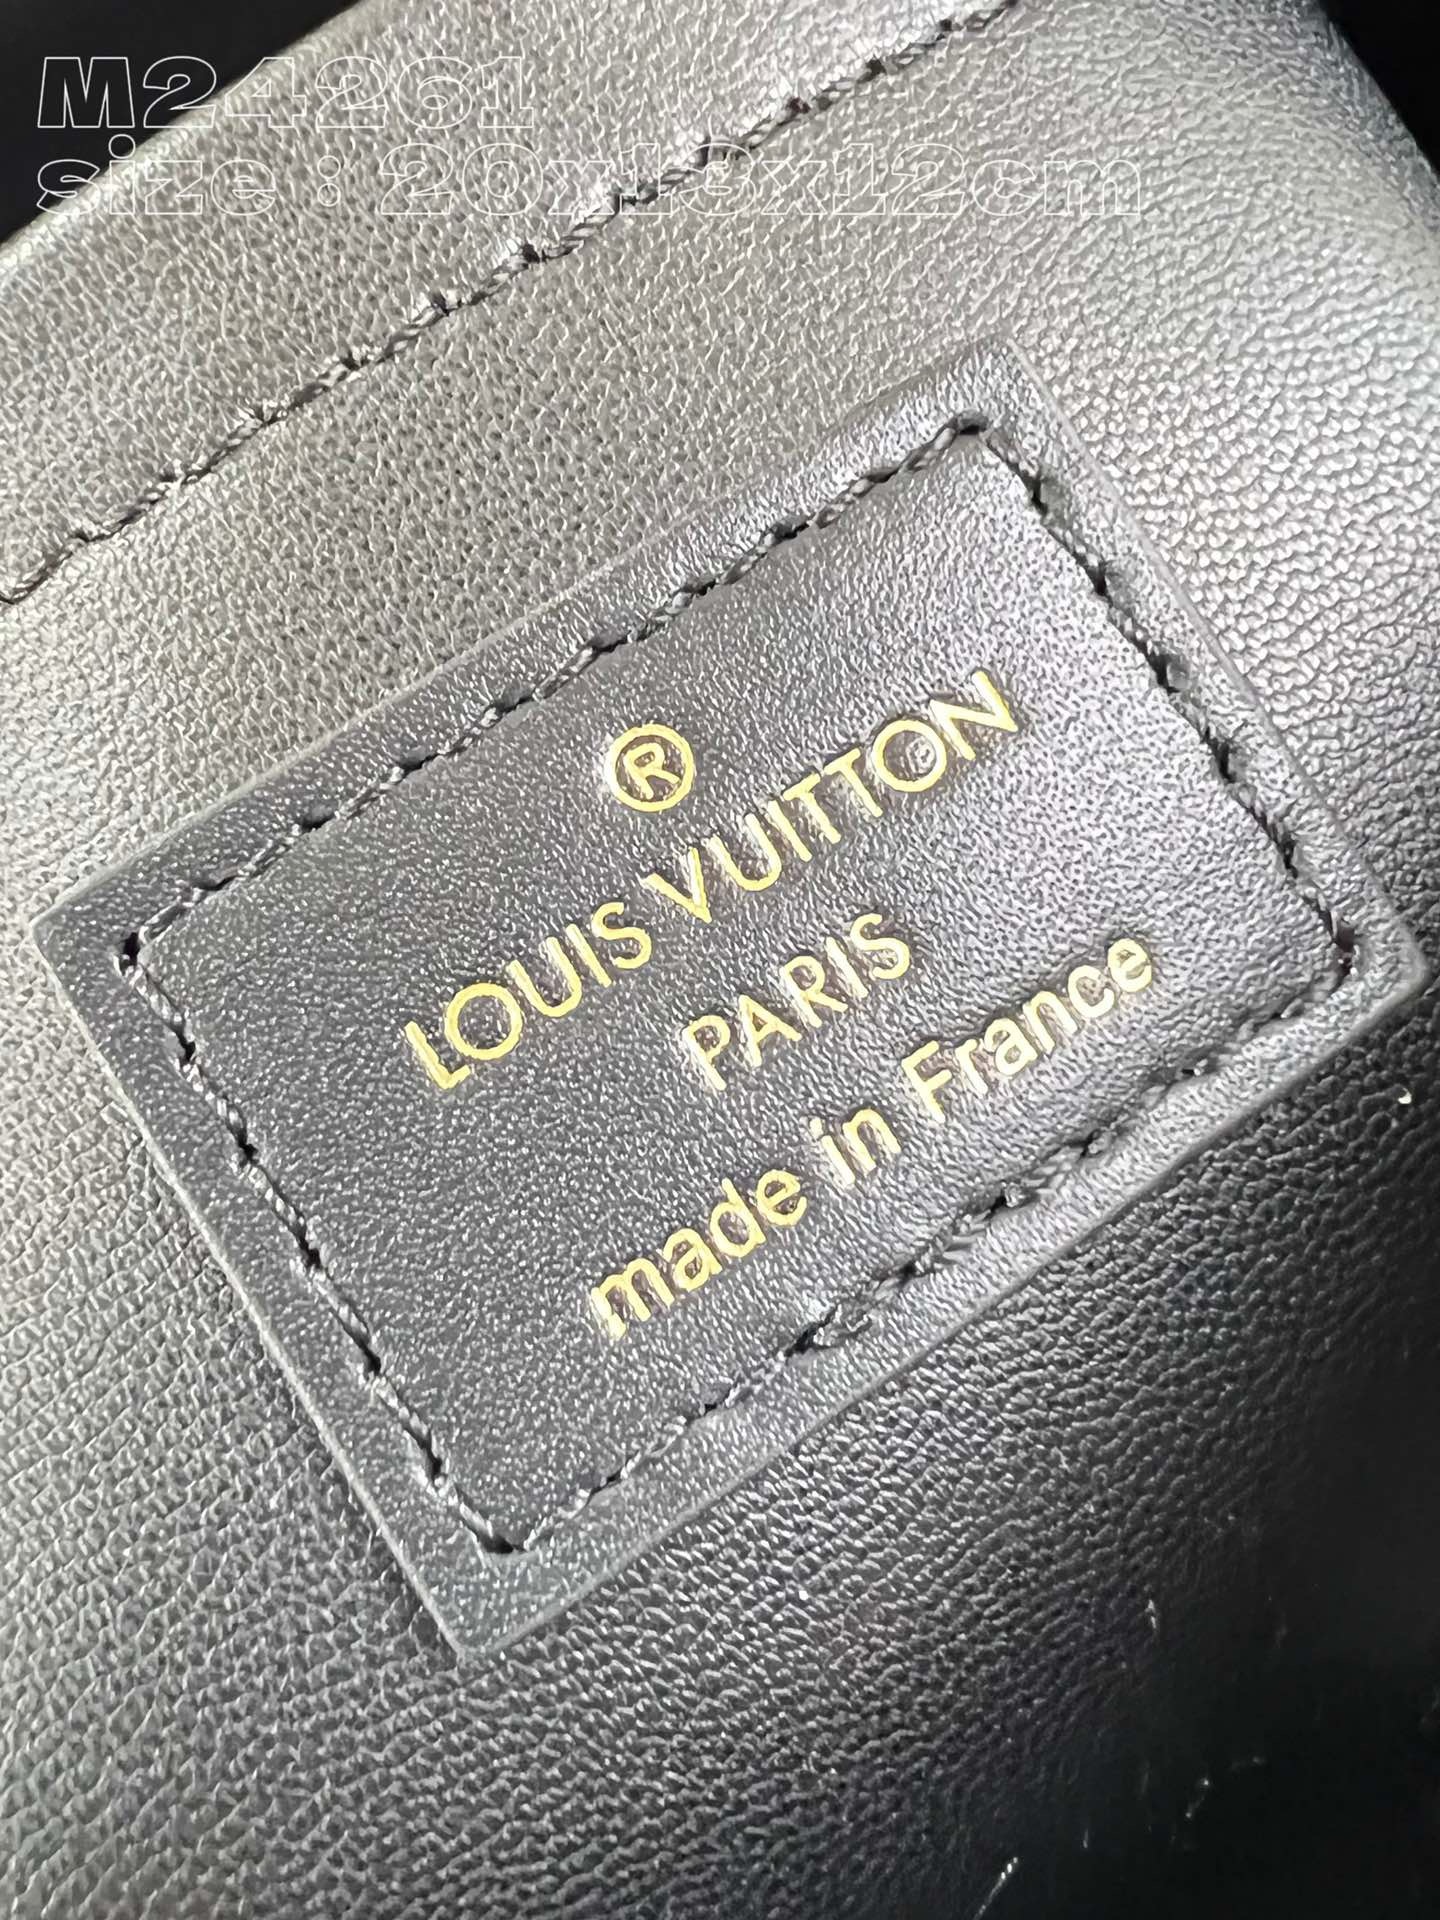 M24261
size : 20x13x12cm
®
LOUIS VUITTON
PARIS
made in France